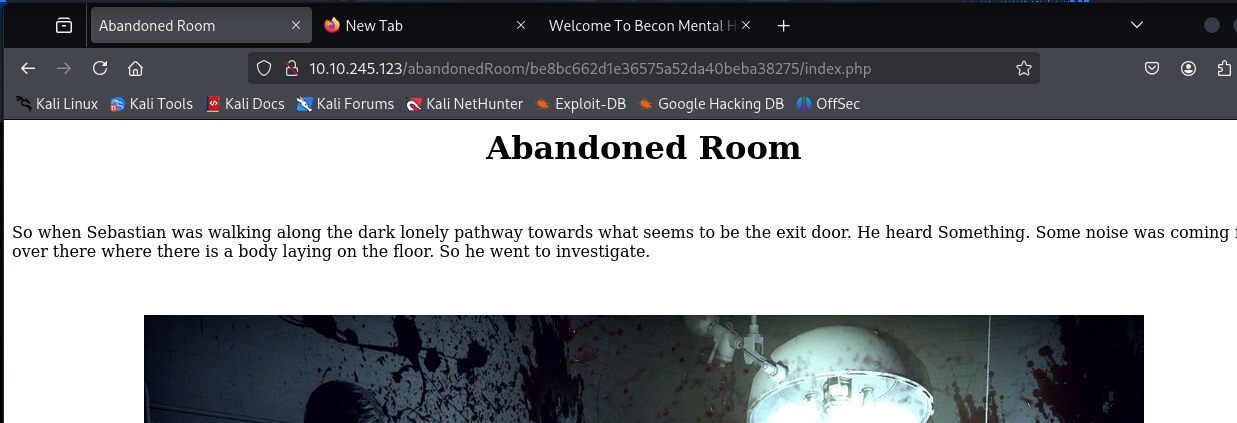 Abandoned Room
New Tab
Welcome To Becon Mental
10.10.245.123/abandonedRoom/be8bc662d1e36575a52da40beba38275/index.php
Kali Linux
Kali Tools
Kali Docs
Kali Forums
Kali NetHunter
Exploit-DB
Google Hacking DB
OffSec
Abandoned Room
So when Sebastian was walking along the dark lonely pathway towards what seems to be the exit door. He heard Something. Some noise was coming
over there where there is a body laying on the floor. So he went to investigate.